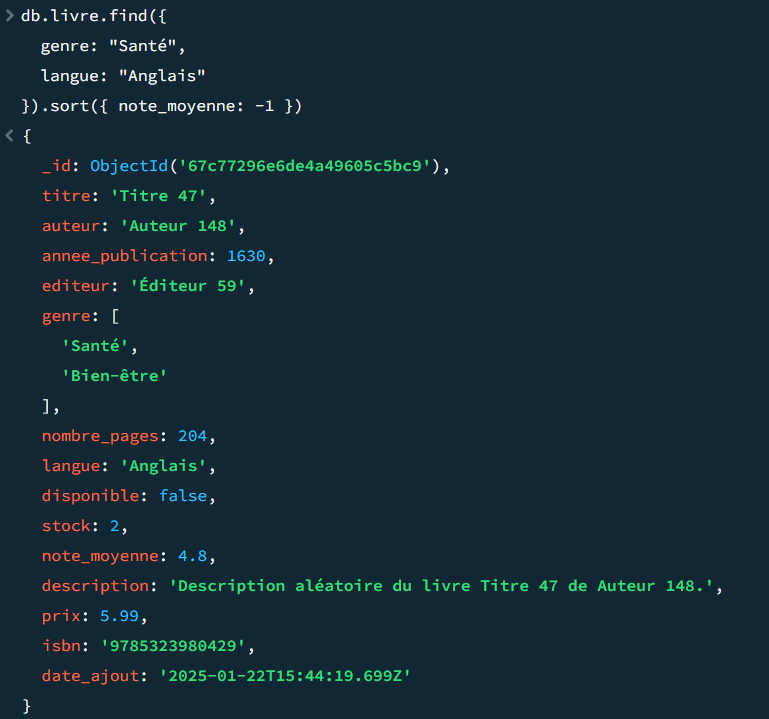 db.livre.find({
genre: "Santé",
langue: "Anglais"
}).sort({ note_moyenne: -1 })
{
_id: ObjectId('67c77296e6de4a49605c5bc9'),
titre: 'Titre 47',
auteur: 'Auteur 148',
annee_publication: 1630,
editeur: 'Éditeur 59',
genre: [
'Santé',
'Bien-être'
],
nombre_pages: 204,
langue: 'Anglais',
disponible: false,
stock: 2,
note_moyenne: 4.8,
description: 'Description aléatoire du livre Titre 47 de Auteur 148.',
prix: 5.99,
isbn: '9785323980429',
date_ajout: '2025-01-22T15:44:19.699Z'
}